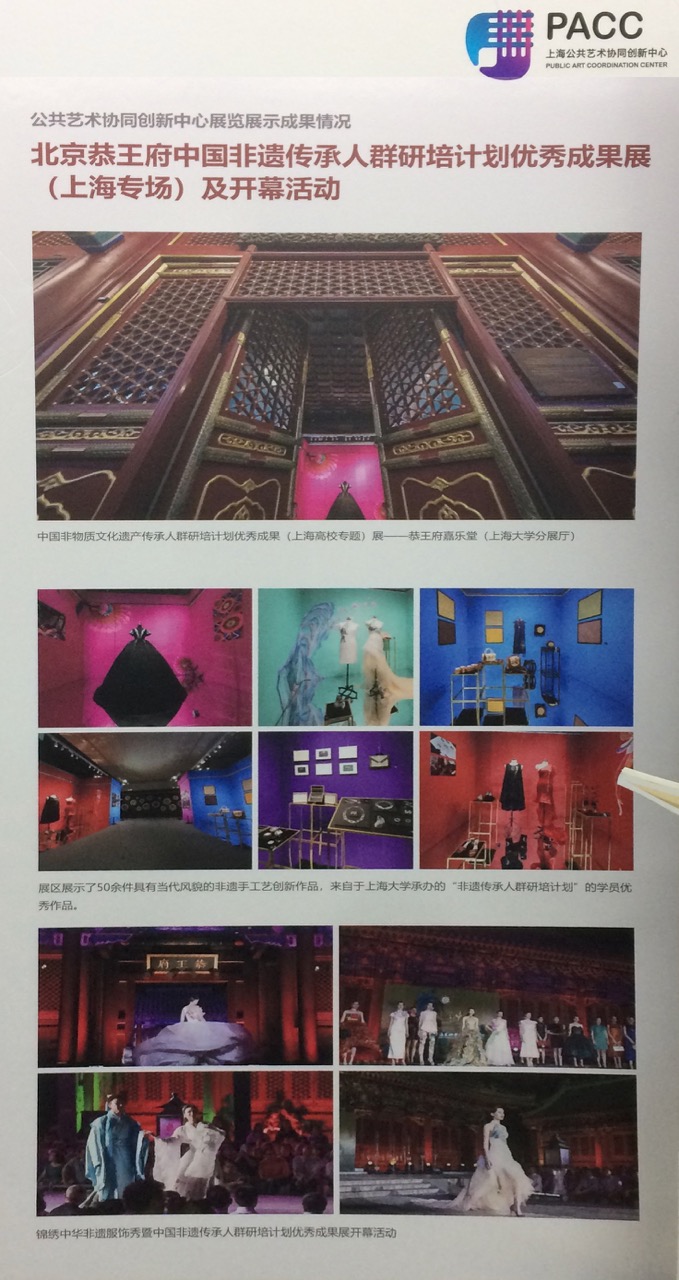 PACC
上海公共艺术协同创新中心
PUBLIC ART COORDINATION CENTER
公共艺术协同创新中心展览展示成果情况
北京恭王府中国非遗传承人群研培计划优秀成果展
（上海专场）及开幕活动
中国非物质文化遗产传承人群研培计划优秀成果（上海高校专题）展——恭王府嘉乐堂（上海大学分展厅）
展区展示了50余件具有当代风貌的非遗手工艺创新作品，来自于上海大学承办的“非遗传承人群研培计划”的学员优
秀作品。
府王恭
锦绣中华非遗服饰秀暨中国非遗传承人群研培计划优秀成果展开幕活动